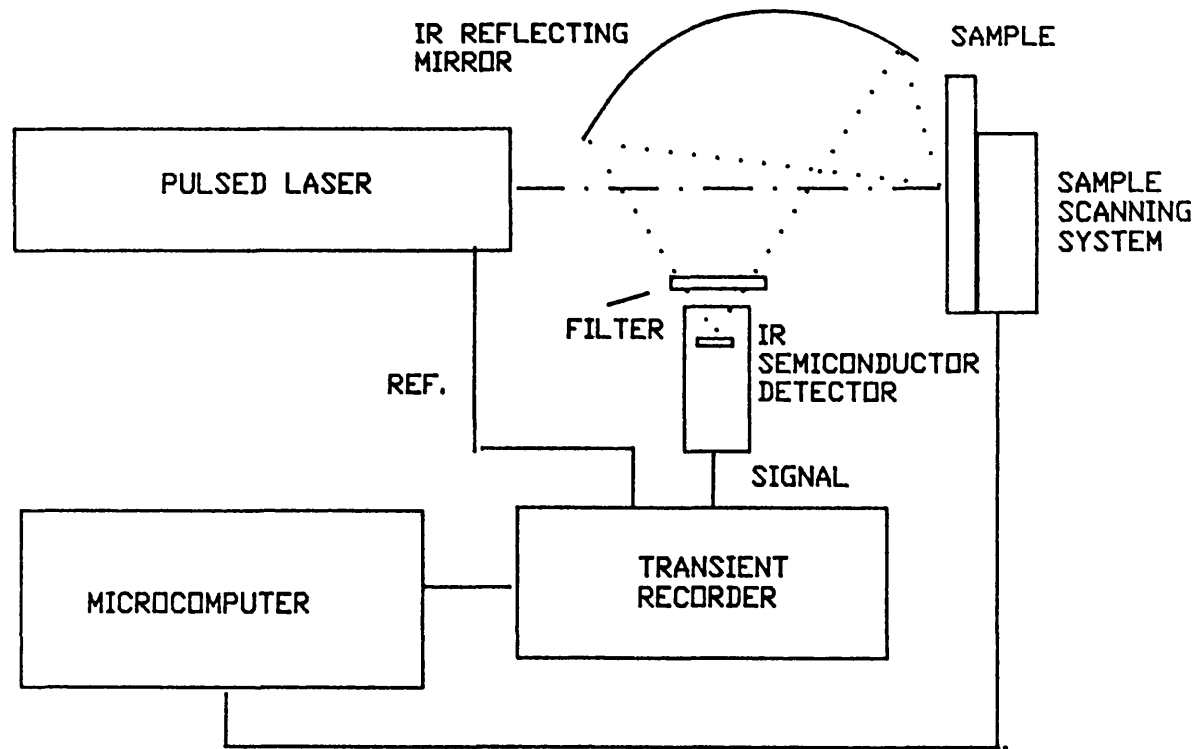 IR REFLECTING
MIRROR
SAMPLE
PULSED LASER
SAMPLE
SCANNING
SYSTEM
FILTER
IR
SEMICONDUCTOR
DETECTOR
REF.
SIGNAL
TRANSIENT
RECORDER
MICROCOMPUTER